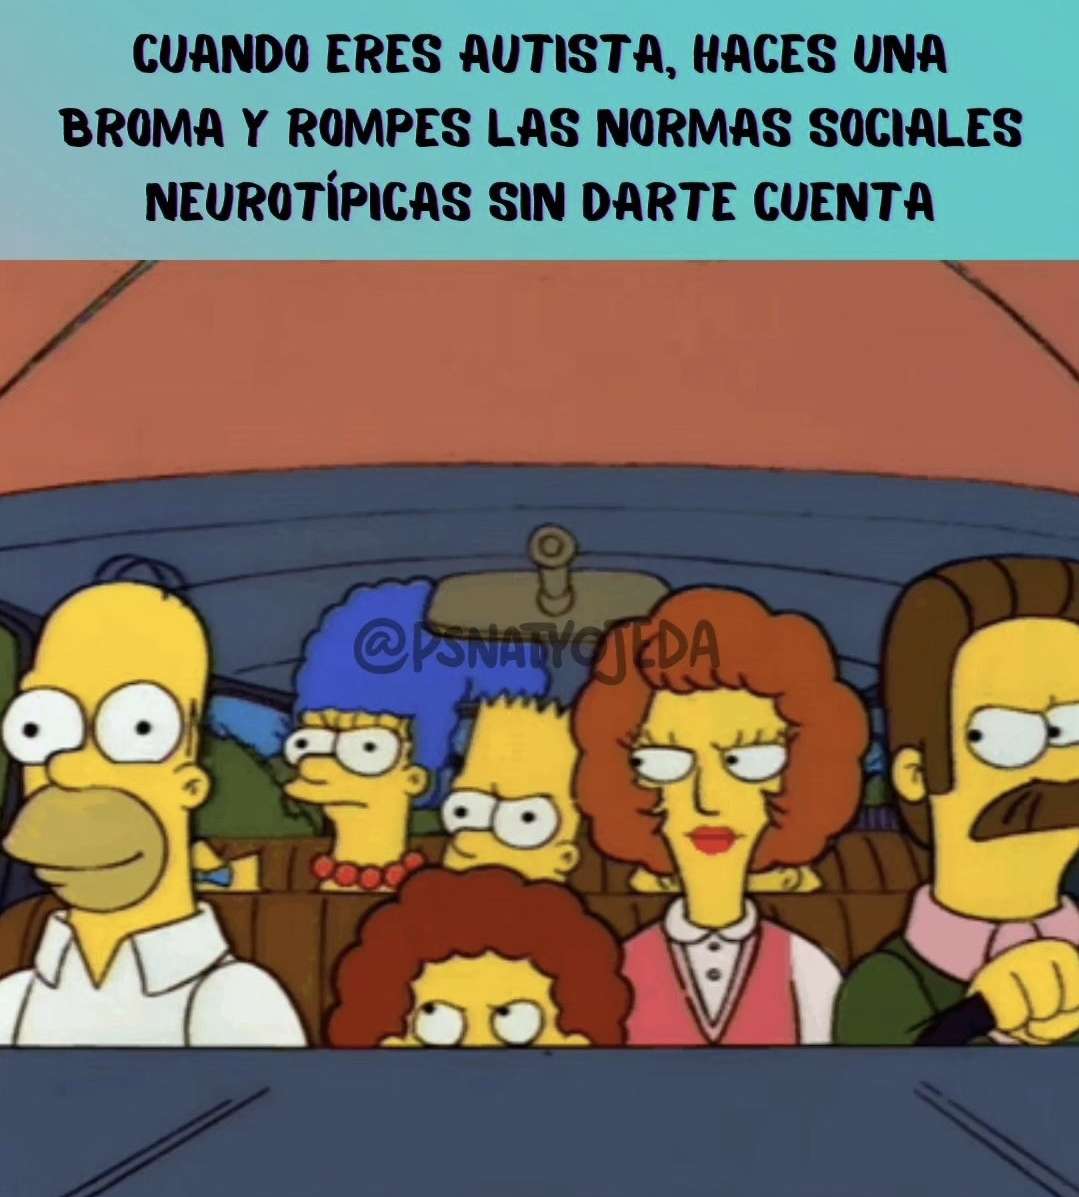 CUANDO ERES AUTISTA, HACES UNA
BROMA Y ROMPES LAS NORMAS SOCIALES
NEUROTÍPICAS SIN DARTE CUENTA
@PSNATYOJEDA